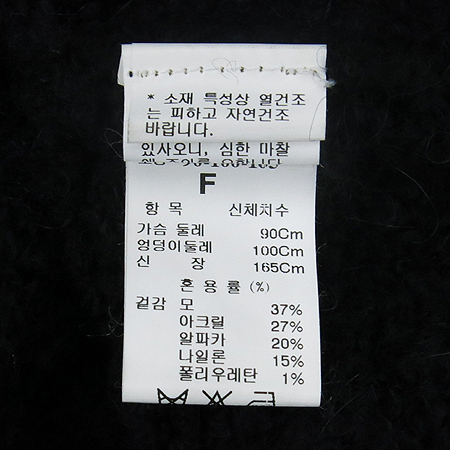 * 소재 특성상 열건조
는 피하고 자연건조
바랍니다.
있사오니, 심한 마찰
F
항 목 신체치수
가슴 둘레 90Cm
엉덩이둘레 100Cm
신 장 165Cm
혼 용 률 (%)
겉감 모 37%
아크릴 27%
알파카 20%
나일론 15%
폴리우레탄 1%